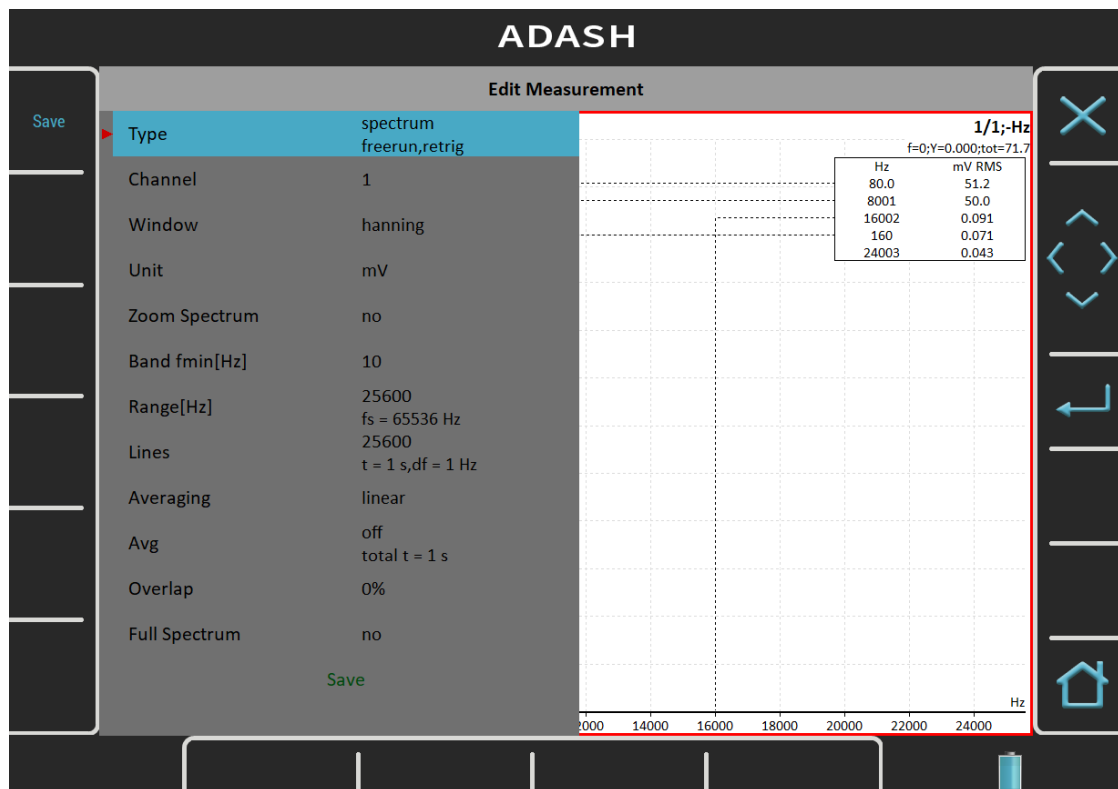 ADASH
Edit Measurement
Save
Type spectrum
freerun,retrig
Channel 1
Window hanning
Unit mV
Zoom Spectrum no
Band fmin[Hz] 10
Range[Hz] 25600
fs = 65536 Hz
Lines 25600
t = 1 s,df = 1 Hz
Averaging linear
Avg off
total t = 1 s
Overlap 0%
Full Spectrum no
Save
1/1;-Hz
f=0;Y=0.000;tot=71.7
Hz mV RMS
80.0 51.2
8001 50.0
16002 0.091
160 0.071
24003 0.043
Hz
2000 14000 16000 18000 20000 22000 24000